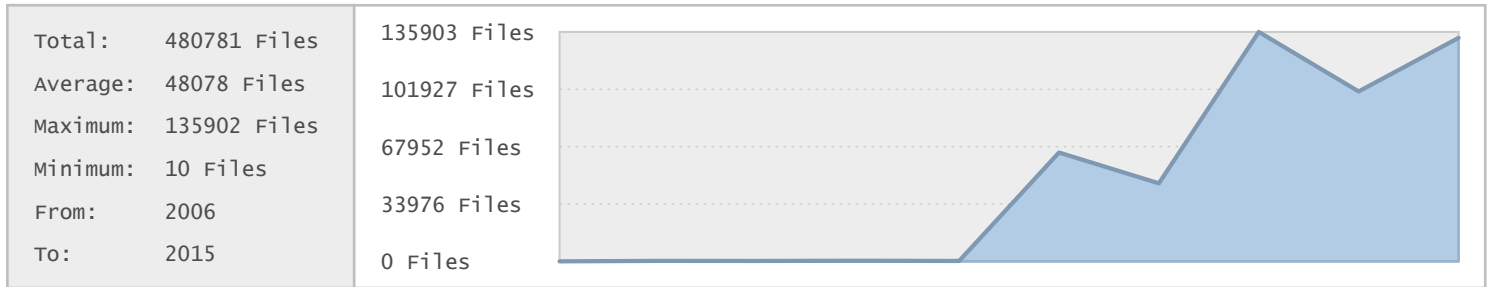 Total: 480781 Files
Average: 48078 Files
Maximum: 135902 Files
Minimum: 10 Files
From: 2006
To: 2015
135903 Files
101927 Files
67952 Files
33976 Files
0 Files